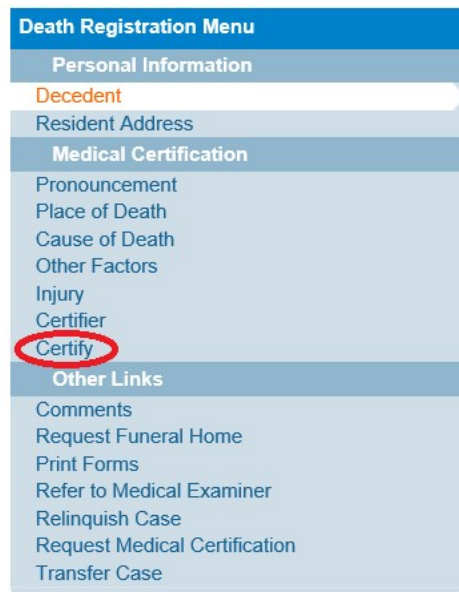 Death Registration Menu
Personal Information
Decedent
Resident Address
Medical Certification
Pronouncement
Place of Death
Cause of Death
Other Factors
Injury
Certifier
Certify
Other Links
Comments
Request Funeral Home
Print Forms
Refer to Medical Examiner
Relinquish Case
Request Medical Certification
Transfer Case